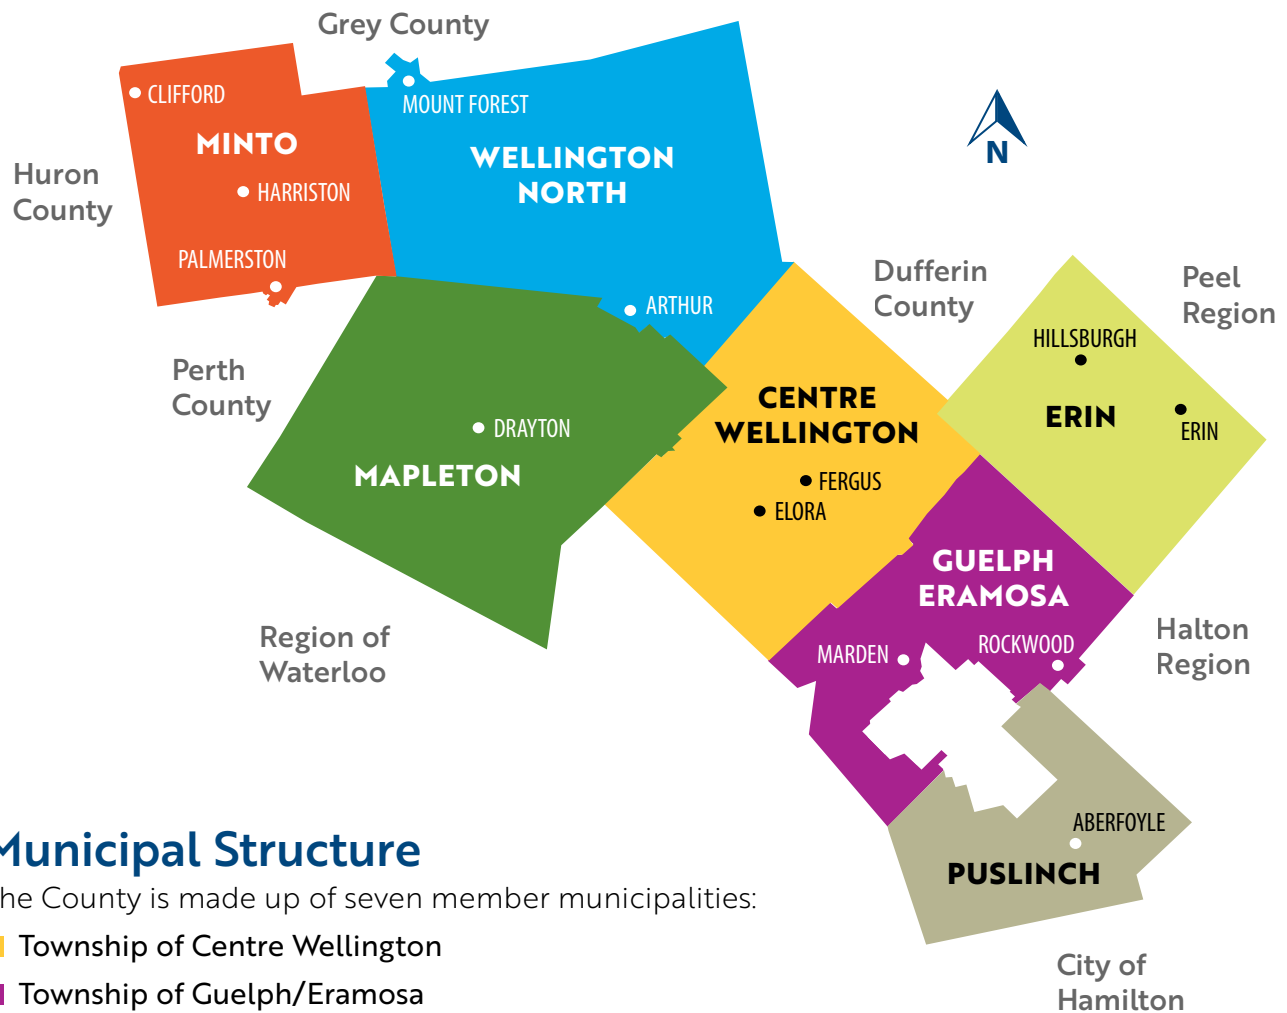 Grey County
CLIFFORD
MOUNT FOREST
MINTO
WELLINGTON
NORTH
N
Huron
County
HARRISTON
PALMERSTON
Dufferin
County
Peel
Region
ARTHUR
HILLSBURGH
Perth
County
CENTRE
WELLINGTON
ERIN
ERIN
DRAYTON
MAPLETON
FERGUS
ELORA
GUELPH
ERAMOSA
Region of
Waterloo
MARDEN
ROCKWOOD
Halton
Region
ABERFOYLE
PUSLINCH
Municipal Structure
he County is made up of seven member municipalities:
Township of Centre Wellington
Township of Guelph/Eramosa
City of
Hamilton